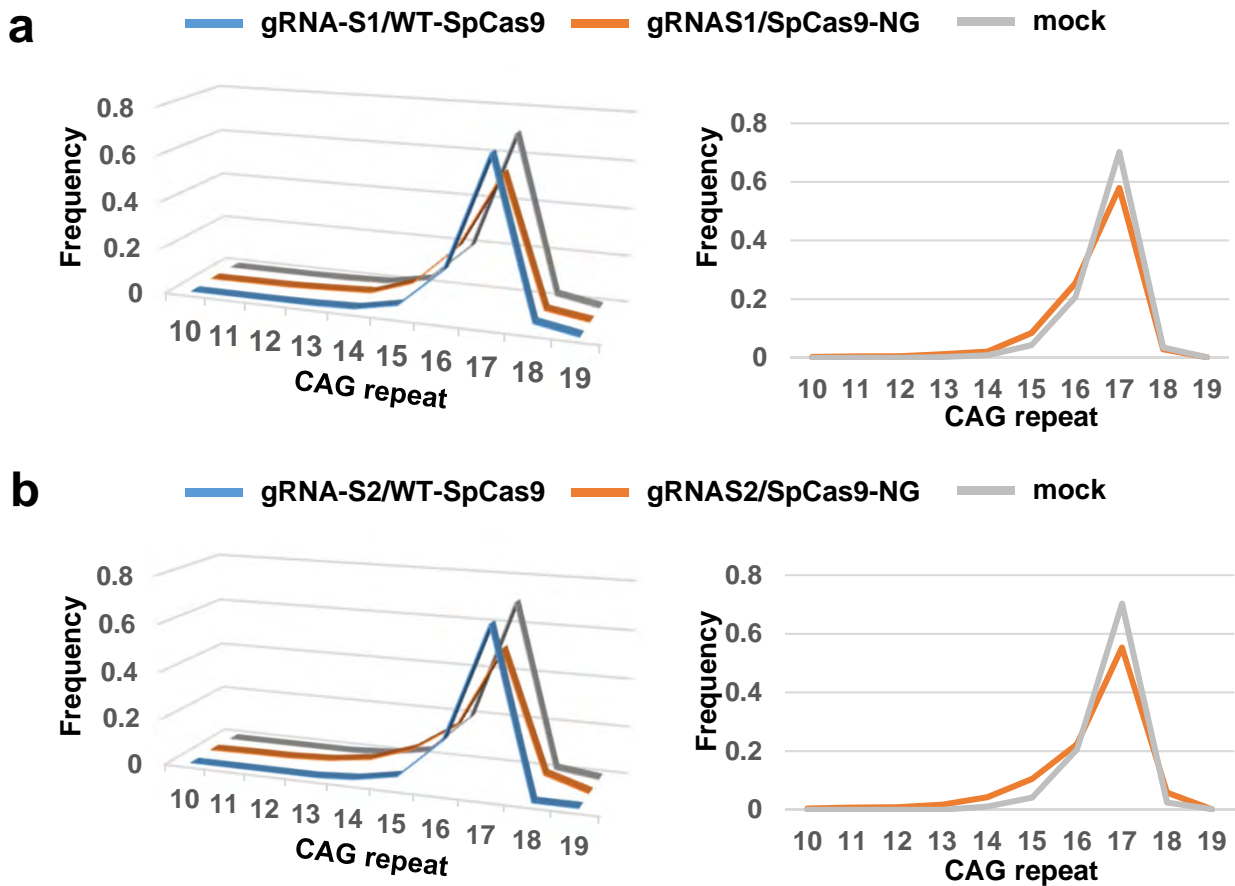 a
gRNA-S1/WT-SpCas9 gRNAS1/SpCas9-NG mock
Frequency
0.8
0.6
0.4
0.2
0
10 11 12 13 14 15 16 17 18 19
CAG repeat
Frequency
0.8
0.6
0.4
0.2
0
10 11 12 13 14 15 16 17 18 19
CAG repeat
b
gRNA-S2/WT-SpCas9 gRNAS2/SpCas9-NG mock
Frequency
0.8
0.6
0.4
0.2
0
10 11 12 13 14 15 16 17 18 19
CAG repeat
Frequency
0.8
0.6
0.4
0.2
0
10 11 12 13 14 15 16 17 18 19
CAG repeat